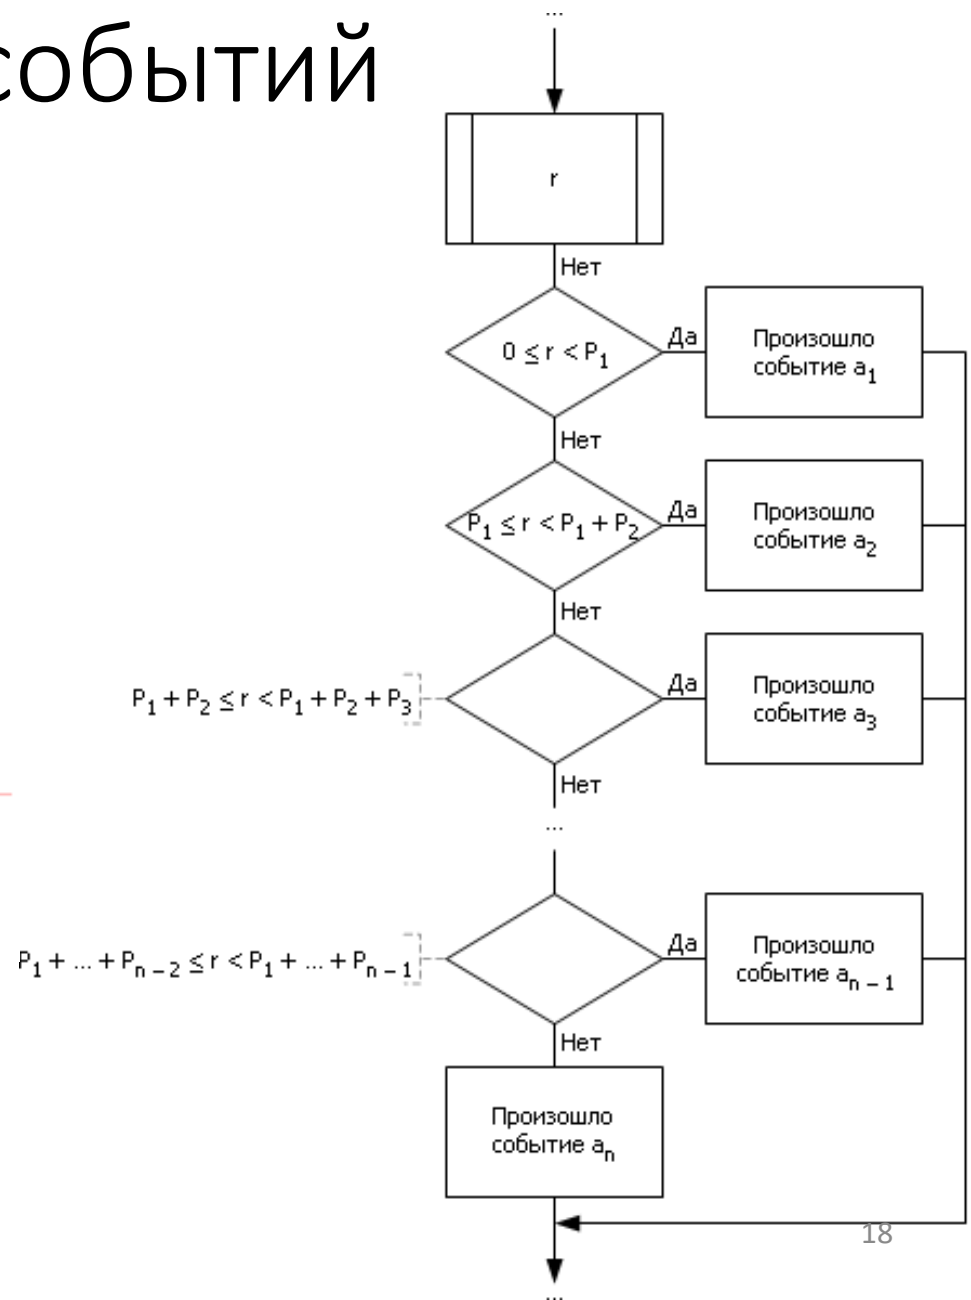 ...
событий
r
Нет
0 ≤ r < P₁
Да
Произошло
событие a₁
Нет
P₁ ≤ r < P₁ + P₂
Да
Произошло
событие a₂
Нет
P₁ + P₂ ≤ r < P₁ + P₂ + P₃
Да
Произошло
событие a₃
Нет
...
P₁ + ... + Pₙ₋₂ ≤ r < P₁ + ... + Pₙ₋₁
Да
Произошло
событие aₙ₋₁
Нет
Произошло
событие aₙ
18
...